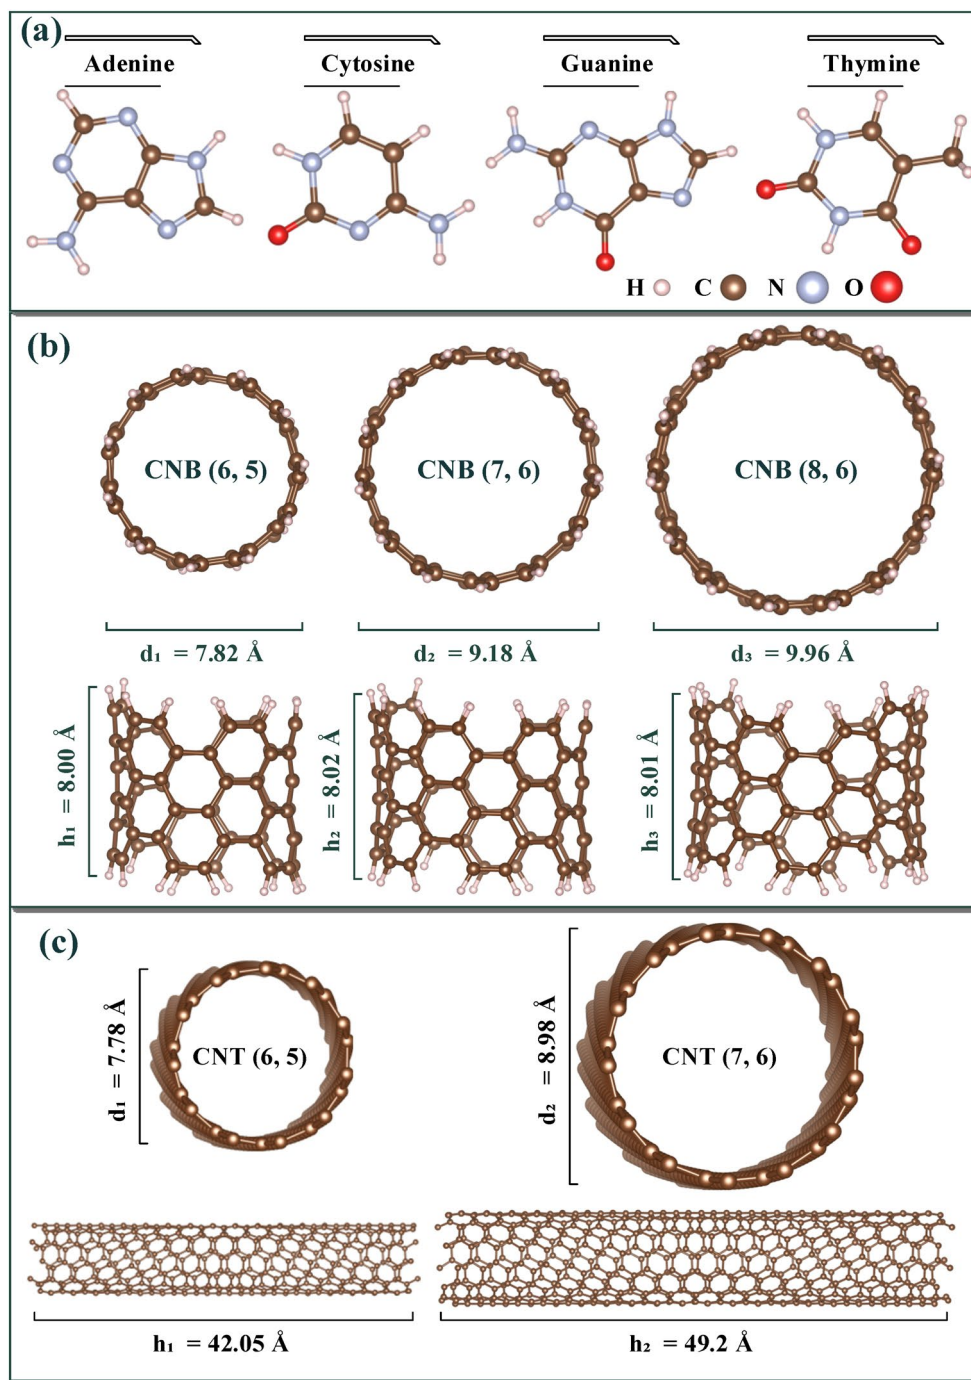 (a)
Adenine
Cytosine
Guanine
Thymine
H C N O
(b)
CNB (6, 5)
CNB (7, 6)
CNB (8, 6)
d₁ = 7.82 Å
d₂ = 9.18 Å
d₃ = 9.96 Å
h₁ = 8.00 Å
h₂ = 8.02 Å
h₃ = 8.01 Å
(c)
d₁ = 7.78 Å
CNT (6, 5)
d₂ = 8.98 Å
CNT (7, 6)
h₁ = 42.05 Å
h₂ = 49.2 Å